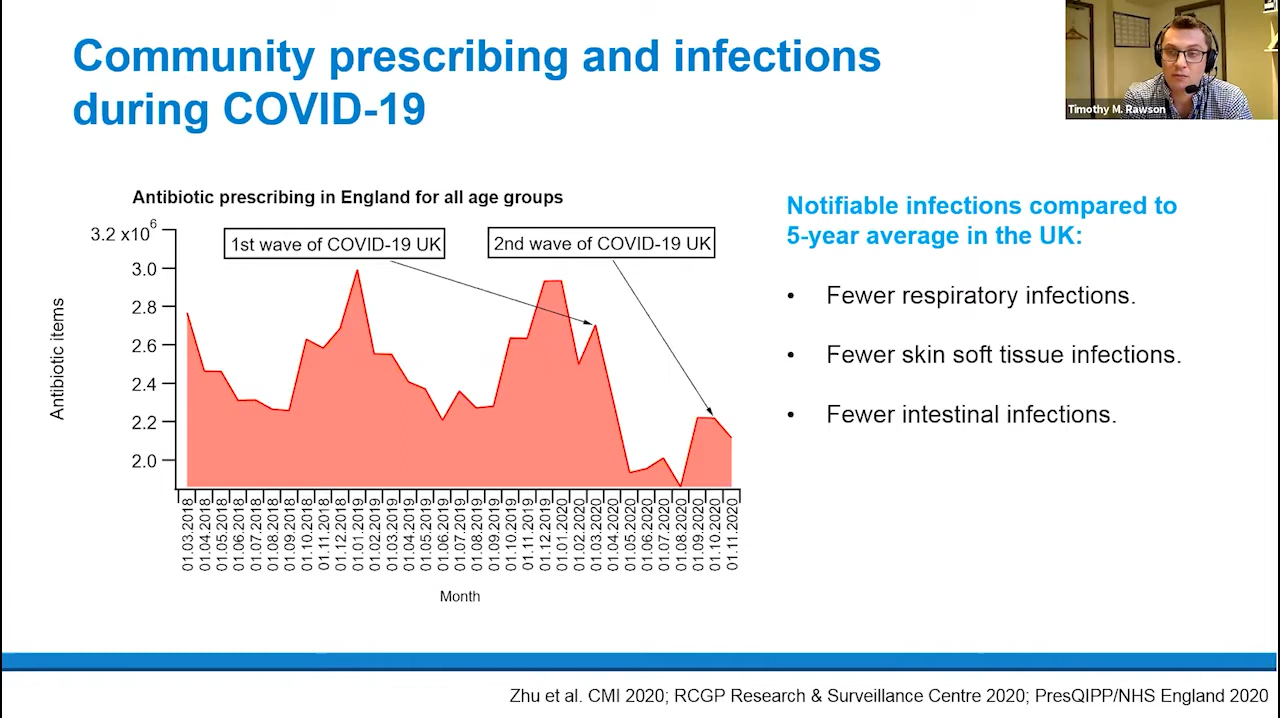 Community prescribing and infections
during COVID-19
Timothy M. Rawson
Antibiotic prescribing in England for all age groups
3.2 x10⁶
3.0
2.8
2.6
2.4
2.2
2.0
Antibiotic items
1st wave of COVID-19 UK
2nd wave of COVID-19 UK
01.03.2018
01.04.2018
01.05.2018
01.06.2018
01.07.2018
01.08.2018
01.09.2018
01.10.2018
01.11.2018
01.12.2018
01.01.2019
01.02.2019
01.03.2019
01.04.2019
01.05.2019
01.06.2019
01.07.2019
01.08.2019
01.09.2019
01.10.2019
01.11.2019
01.12.2019
01.01.2020
01.02.2020
01.03.2020
01.04.2020
01.05.2020
01.06.2020
01.07.2020
01.08.2020
01.09.2020
01.10.2020
01.11.2020
Month
Notifiable infections compared to
5-year average in the UK:
• Fewer respiratory infections.
• Fewer skin soft tissue infections.
• Fewer intestinal infections.
Zhu et al. CMI 2020; RCGP Research & Surveillance Centre 2020; PresQIPP/NHS England 2020